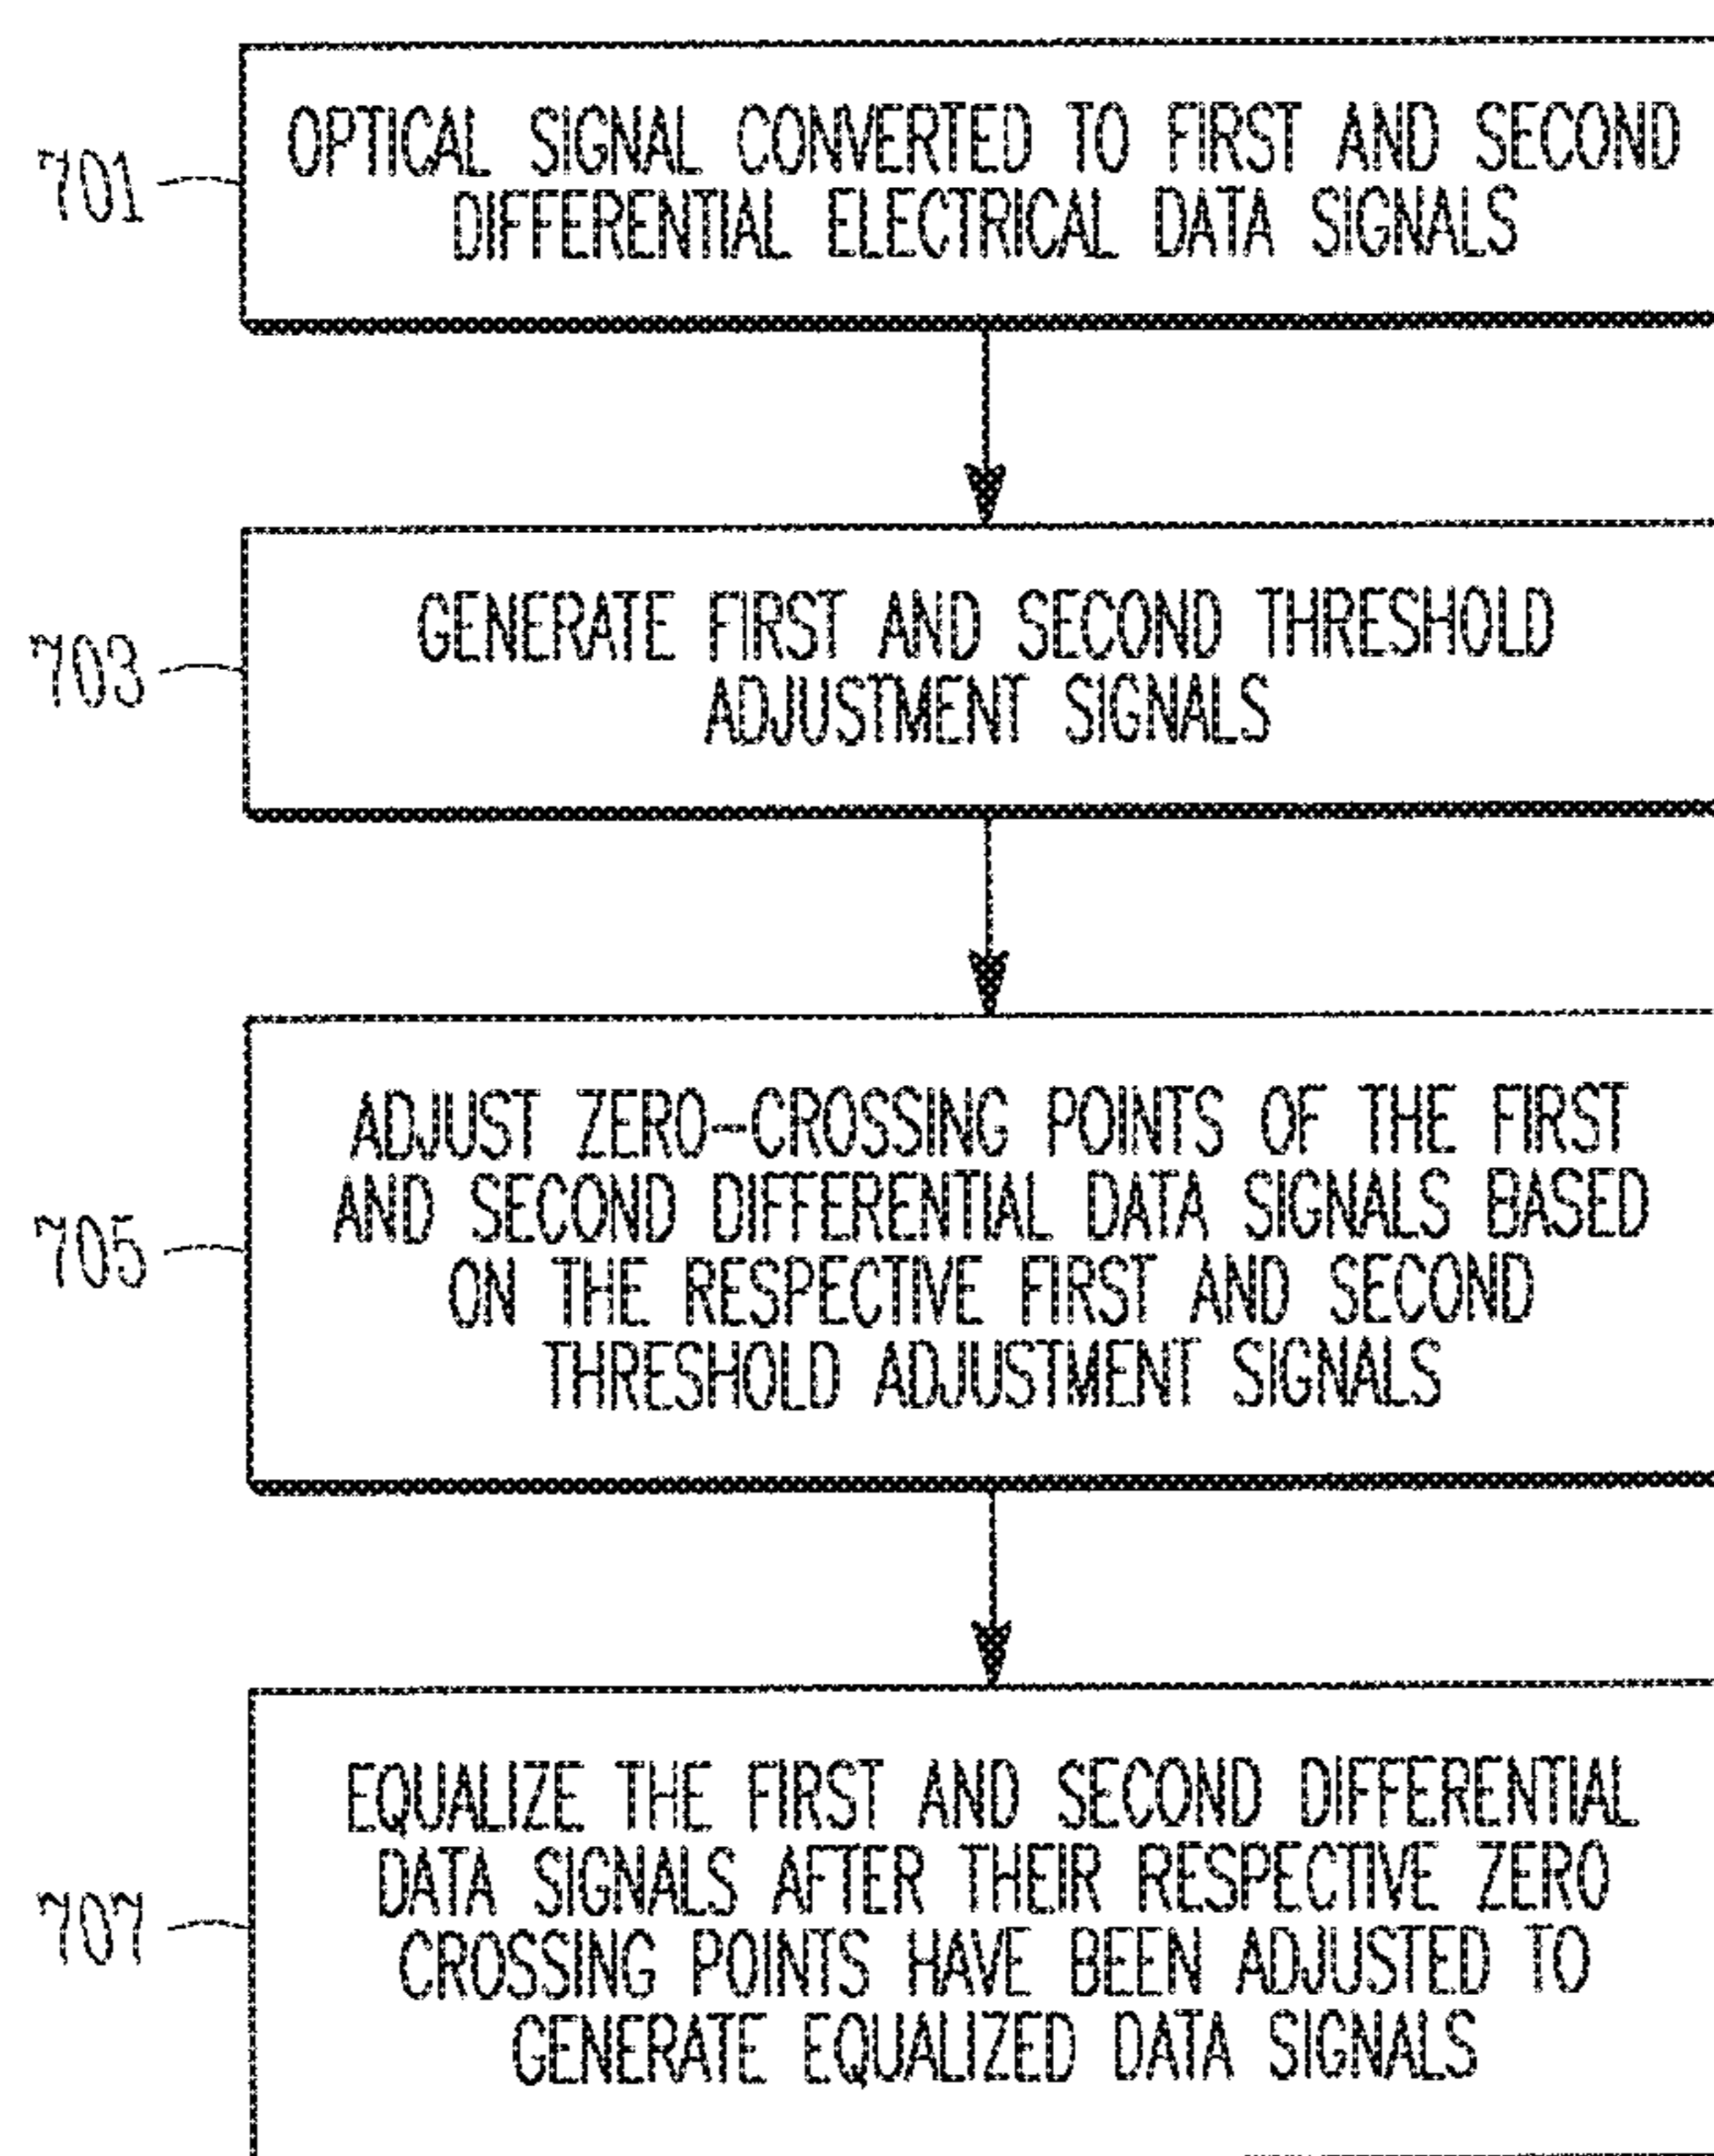 701
OPTICAL SIGNAL CONVERTED TO FIRST AND SECOND
DIFFERENTIAL ELECTRICAL DATA SIGNALS
703
GENERATE FIRST AND SECOND THRESHOLD
ADJUSTMENT SIGNALS
705
ADJUST ZERO-CROSSING POINTS OF THE FIRST
AND SECOND DIFFERENTIAL DATA SIGNALS BASED
ON THE RESPECTIVE FIRST AND SECOND
THRESHOLD ADJUSTMENT SIGNALS
707
EQUALIZE THE FIRST AND SECOND DIFFERENTIAL
DATA SIGNALS AFTER THEIR RESPECTIVE ZERO
CROSSING POINTS HAVE BEEN ADJUSTED TO
GENERATE EQUALIZED DATA SIGNALS